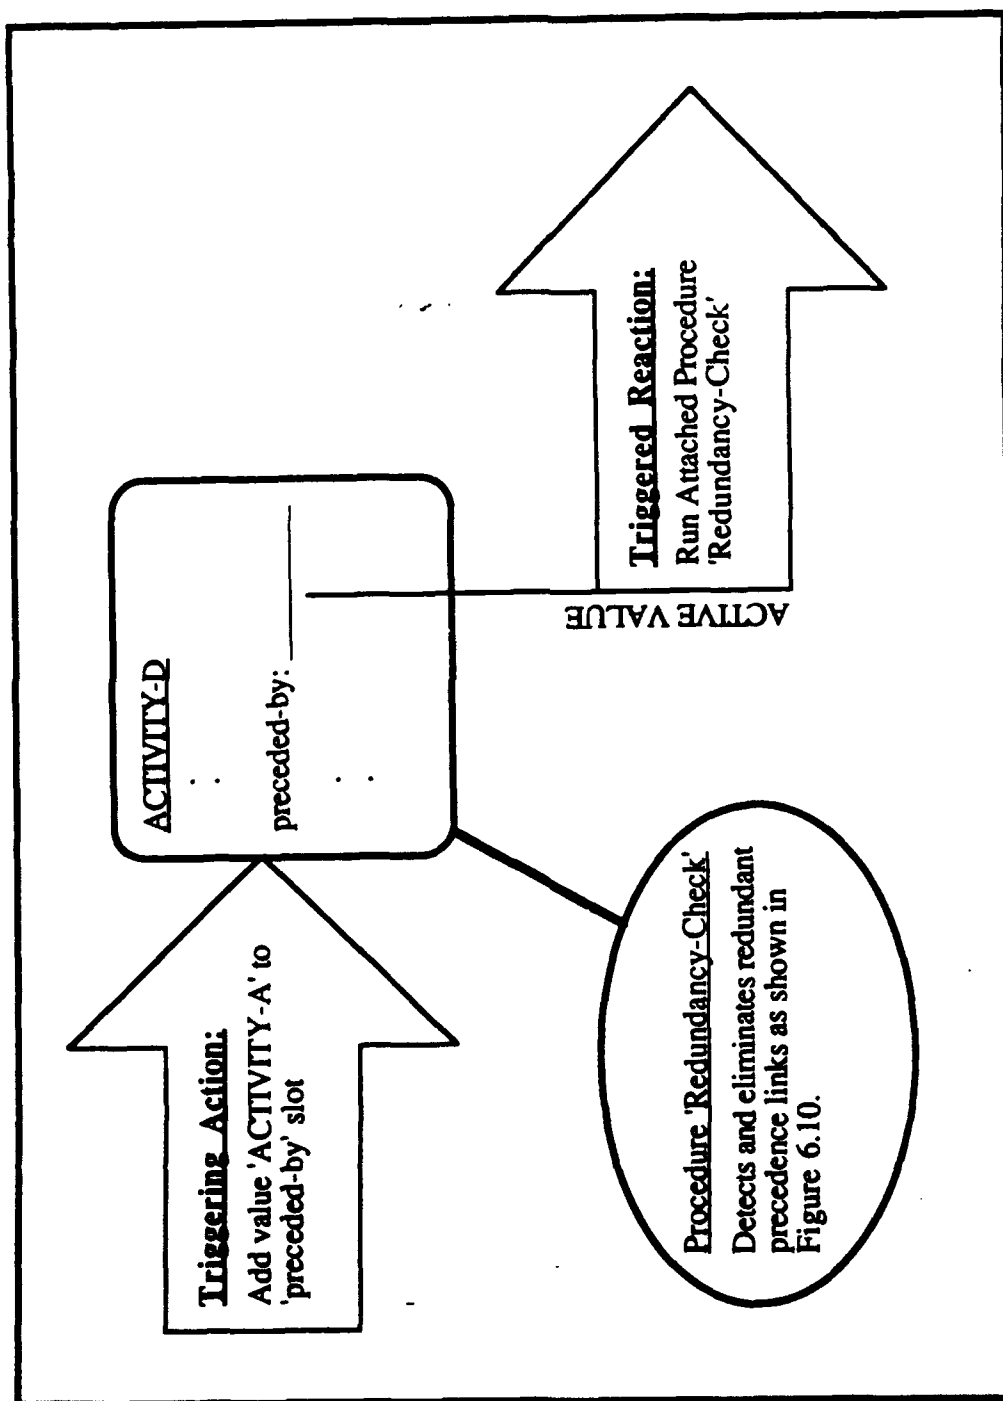 Triggering Action:
Add value 'ACTIVITY-A' to
'preceded-by' slot
ACTIVITY-D
preceded-by:
ACTIVE VALUE
Triggered Reaction:
Run Attached Procedure
'Redundancy-Check'
Procedure 'Redundancy-Check'
Detects and eliminates redundant
precedence links as shown in
Figure 6.10.